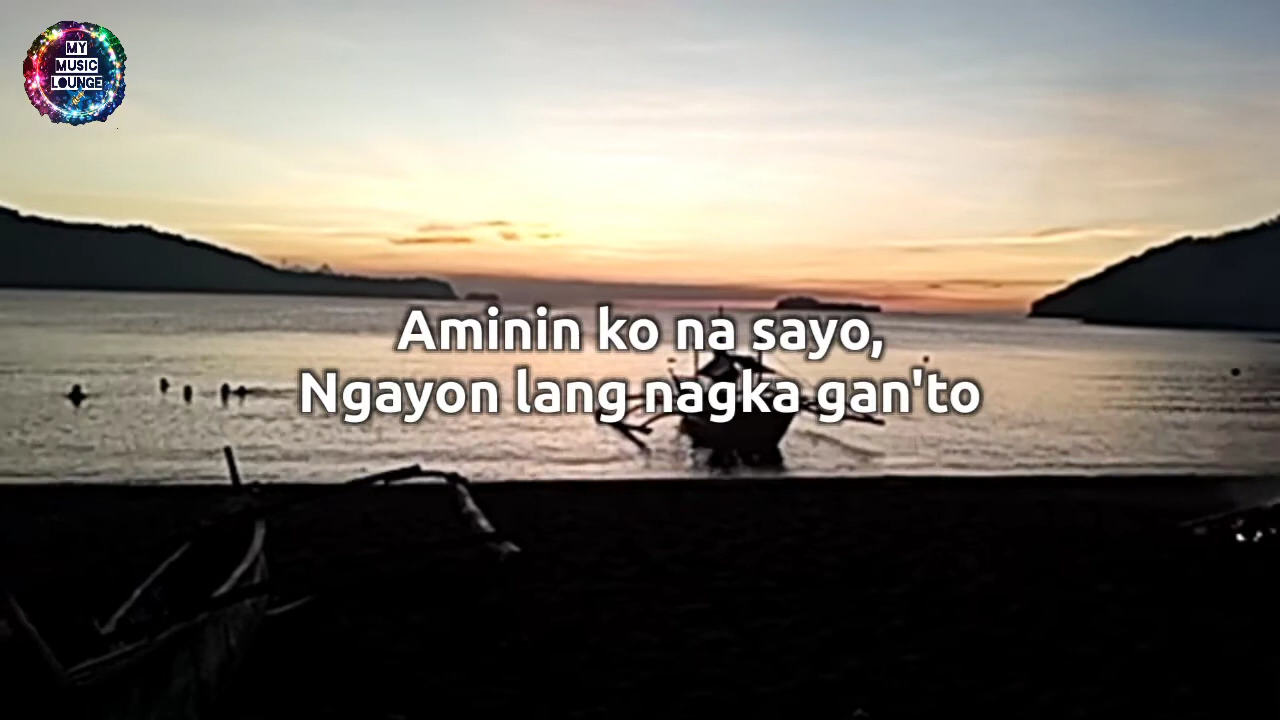 MY
MUSIC
LOUNGE
Aminin ko na sayo,
Ngayon lang nagka gan'to